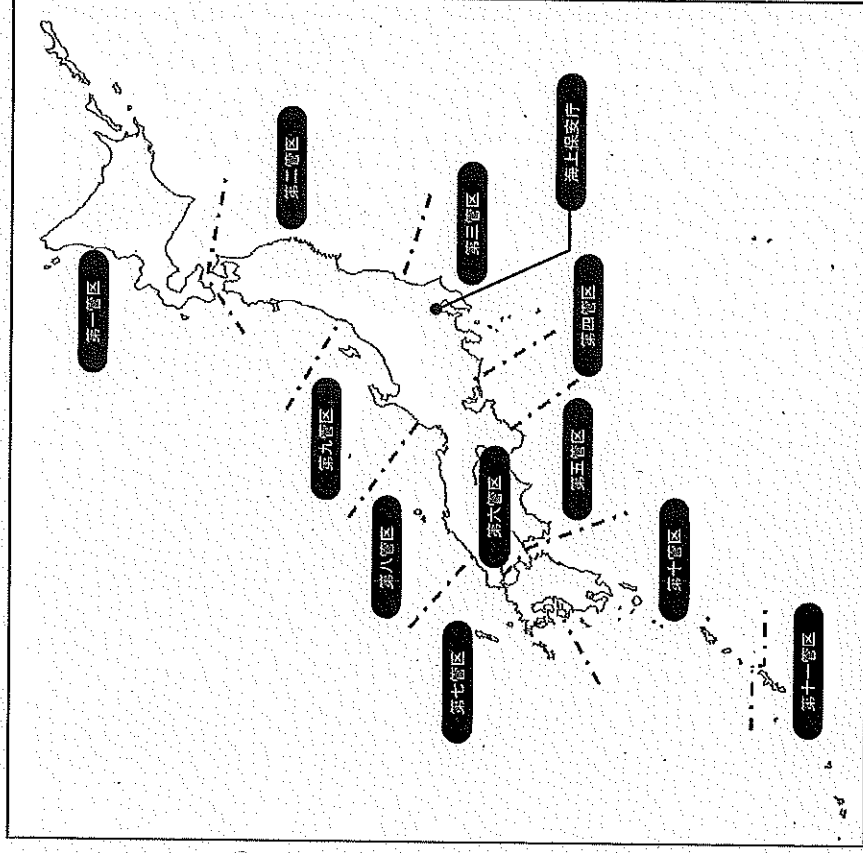 第一管区
第二管区
第三管区
海上保安庁
第四管区
第五管区
第六管区
第七管区
第八管区
第九管区
第十管区
第十一管区